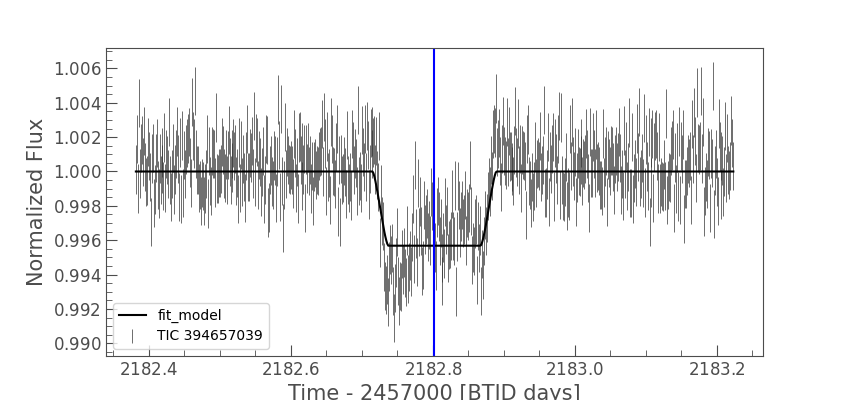 1.006
1.004
1.002
1.000
0.998
0.996
0.994
0.992
0.990
Normalized Flux
fit_model
TIC 394657039
2182.4 2182.6 2182.8 2183.0 2183.2
Time - 2457000 [BTJD days]